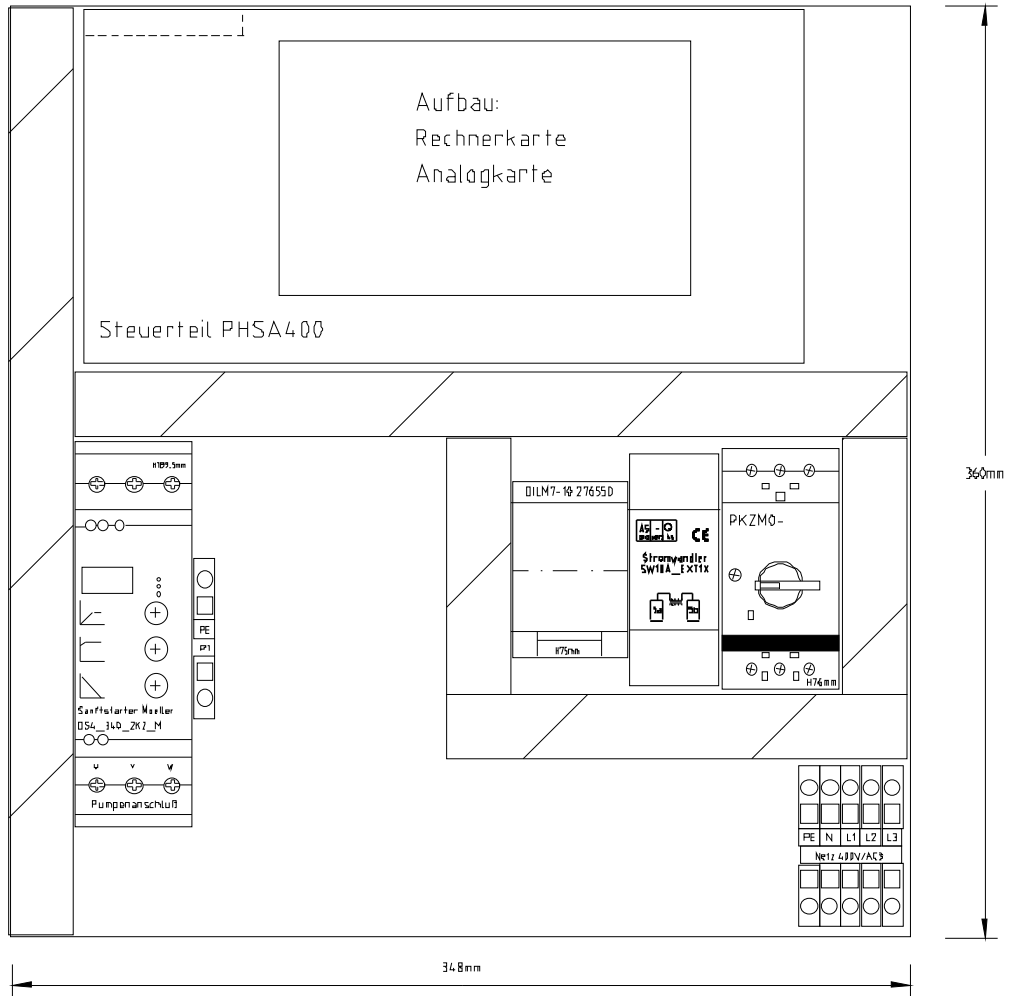 Aufbau:
Rechnerkarte
Analogkarte
Steuerteil PHSA400
360mm
H189.5mm
DILM7-10 27655D
PKZM0-
CE
Stromwandler
SW10A_EXT1X
PE
H75mm
H76mm
Sanftstarter Moeller
DS4_340_2K2_M
U V W
Pumpenanschluß
PE N L1 L2 L3
Netz 400V/AC3
348mm